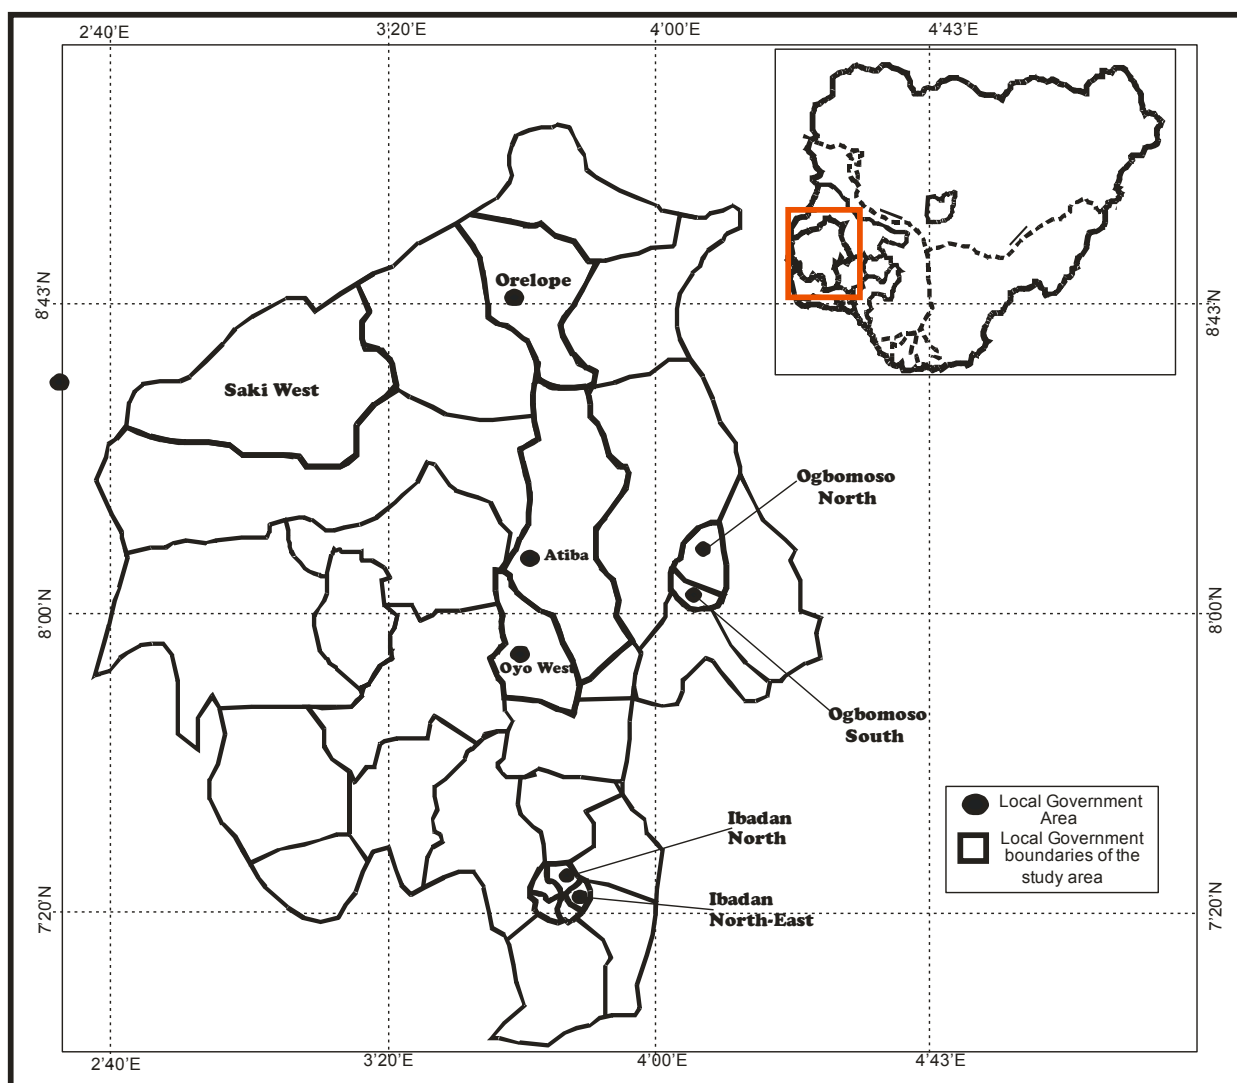 2'40'E
3'20'E
4'00'E
4'43'E
8'43'N
8'43'N
Orelope
Saki West
Ogbomoso
North
Atiba
8'00'N
8'00'N
Oyo West
Ogbomoso
South
Local Government
Area
Local Government
boundaries of the
study area
Ibadan
North
Ibadan
North-East
7'20'N
7'20'N
2'40'E
3'20'E
4'00'E
4'43'E